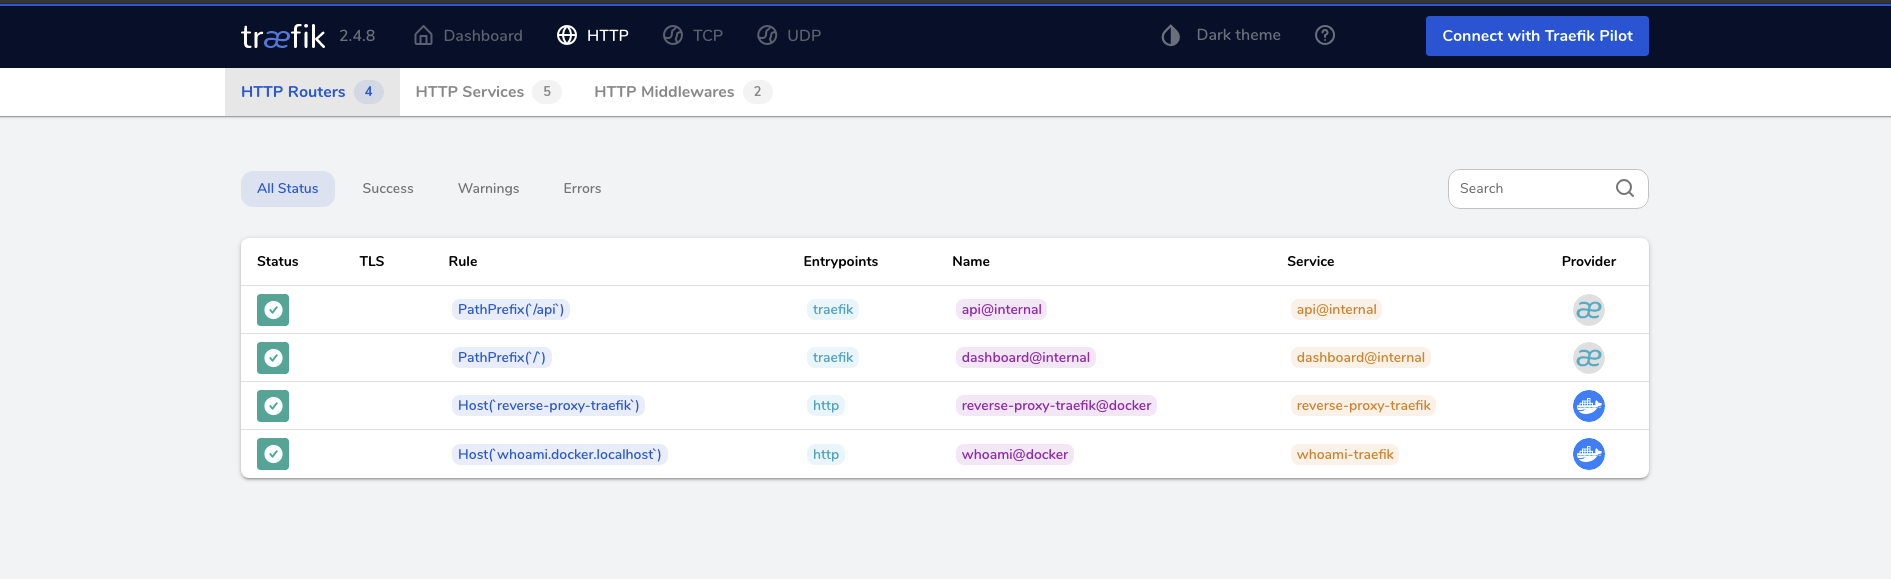 træfik 2.4.8 Dashboard HTTP TCP UDP Dark theme Connect with Traefik Pilot
HTTP Routers 4 HTTP Services 5 HTTP Middlewares 2
All Status Success Warnings Errors Search
Status TLS Rule Entrypoints Name Service Provider
PathPrefix(`/api`) traefik api@internal api@internal æ
PathPrefix(`/`) traefik dashboard@internal dashboard@internal æ
Host(`reverse-proxy-traefik`) http reverse-proxy-traefik@docker reverse-proxy-traefik
Host(`whoami.docker.localhost`) http whoami@docker whoami-traefik